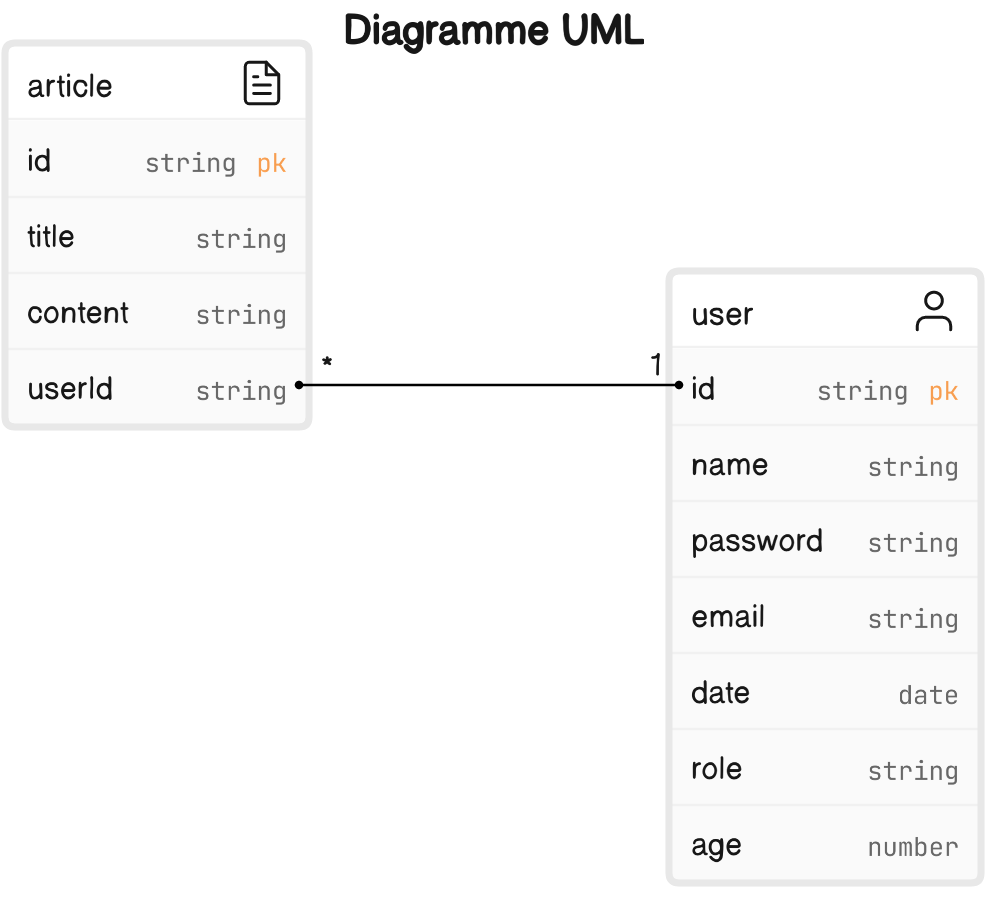 Diagramme UML
article
id string pk
title string
content string
userId string
* 1
user
id string pk
name string
password string
email string
date date
role string
age number